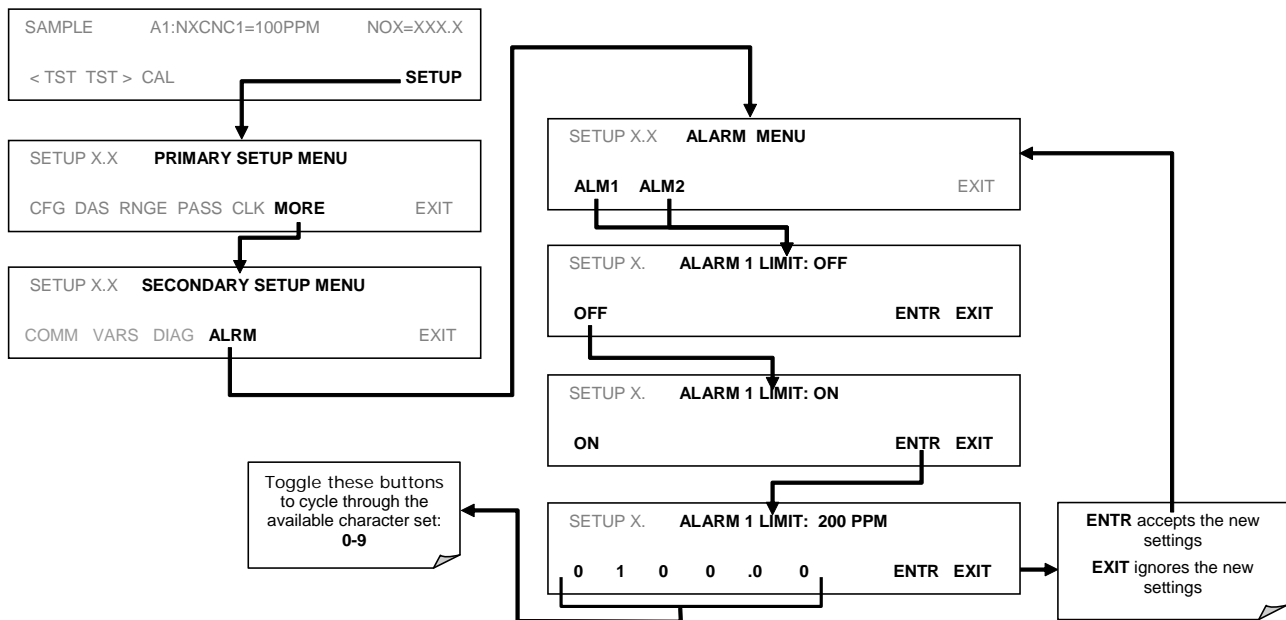 SAMPLE A1:NXCNC1=100PPM NOX=XXX.X
< TST TST > CAL SETUP
SETUP X.X PRIMARY SETUP MENU
CFG DAS RNGE PASS CLK MORE EXIT
SETUP X.X SECONDARY SETUP MENU
COMM VARS DIAG ALRM EXIT
SETUP X.X ALARM MENU
ALM1 ALM2 EXIT
SETUP X. ALARM 1 LIMIT: OFF
OFF ENTR EXIT
SETUP X. ALARM 1 LIMIT: ON
ON ENTR EXIT
SETUP X. ALARM 1 LIMIT: 200 PPM
0 1 0 0 .0 0 ENTR EXIT
Toggle these buttons
to cycle through the
available character set:
0-9
ENTR accepts the new
settings
EXIT ignores the new
settings